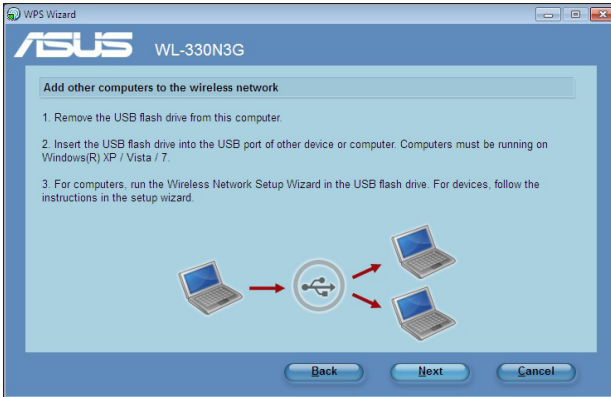 WPS Wizard
ASUS WL-330N3G
Add other computers to the wireless network
1. Remove the USB flash drive from this computer.
2. Insert the USB flash drive into the USB port of other device or computer. Computers must be running on
Windows(R) XP / Vista / 7.
3. For computers, run the Wireless Network Setup Wizard in the USB flash drive. For devices, follow the
instructions in the setup wizard.
Back Next Cancel